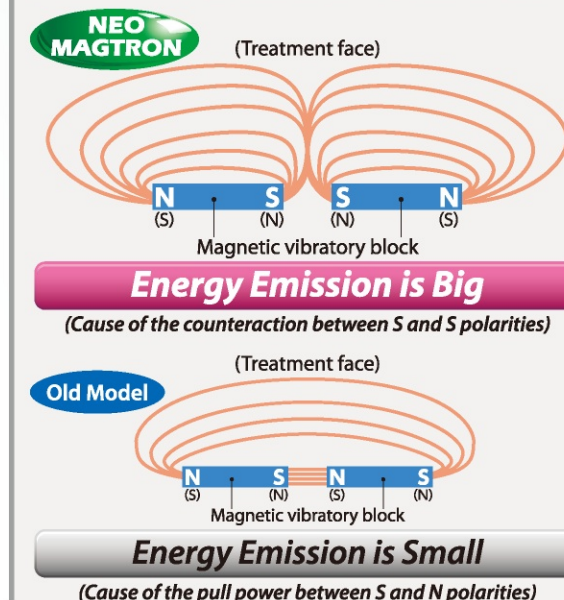 NEO
MAGTRON
(Treatment face)
N S S N
(S) (N) (N) (S)
Magnetic vibratory block
Energy Emission is Big
(Cause of the counteraction between S and S polarities)
(Treatment face)
Old Model
N S N S
(S) (N) (S) (N)
Magnetic vibratory block
Energy Emission is Small
(Cause of the pull power between S and N polarities)